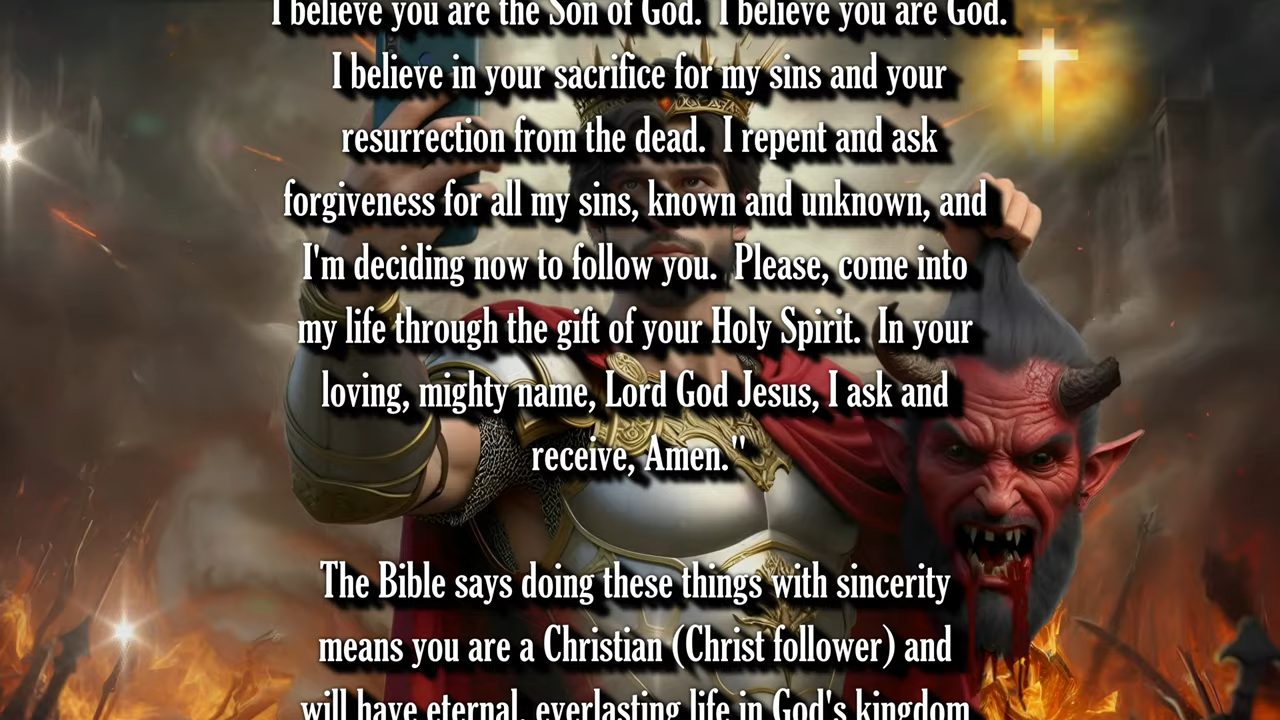 I believe you are the Son of God.  I believe you are God.
I believe in your sacrifice for my sins and your
resurrection from the dead.  I repent and ask
forgiveness for all my sins, known and unknown, and
I'm deciding now to follow you.  Please, come into
my life through the gift of your Holy Spirit.  In your
loving, mighty name, Lord God Jesus, I ask and
receive, Amen."
The Bible says doing these things with sincerity
means you are a Christian (Christ follower) and
will have eternal, everlasting life in God's kingdom